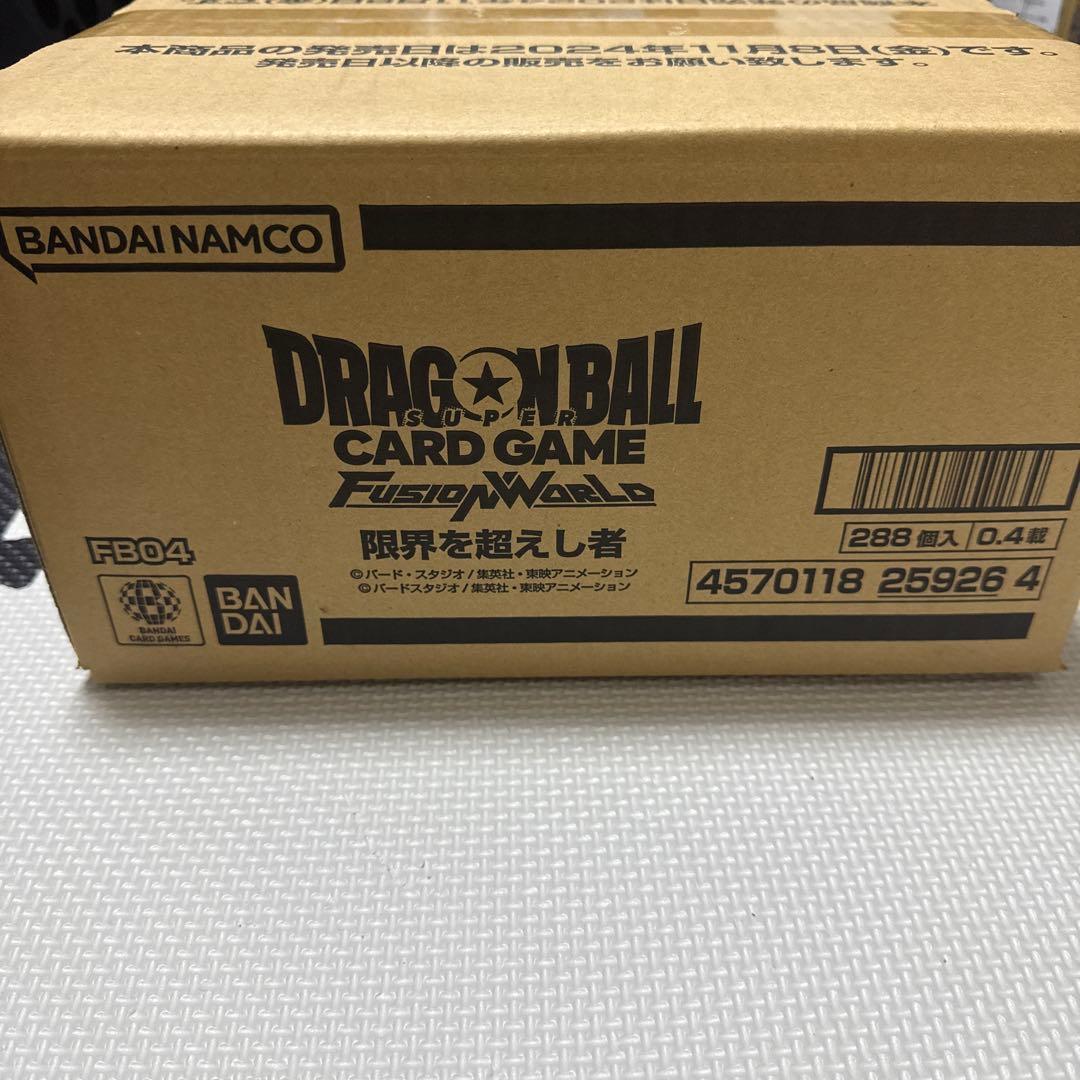 本商品の発売日は2024年11月8日(金)です。
発売日以降の販売をお願い致します。
BANDAI NAMCO
DRAGON BALL
SUPER
CARD GAME
FUSION WORLD
限界を超えし者
FB04
©バード・スタジオ/集英社・東映アニメーション
©バードスタジオ/集英社・東映アニメーション
BANDAI
CARD GAMES
BAN
DAI
288個入 0.4載
4570118 25926 4